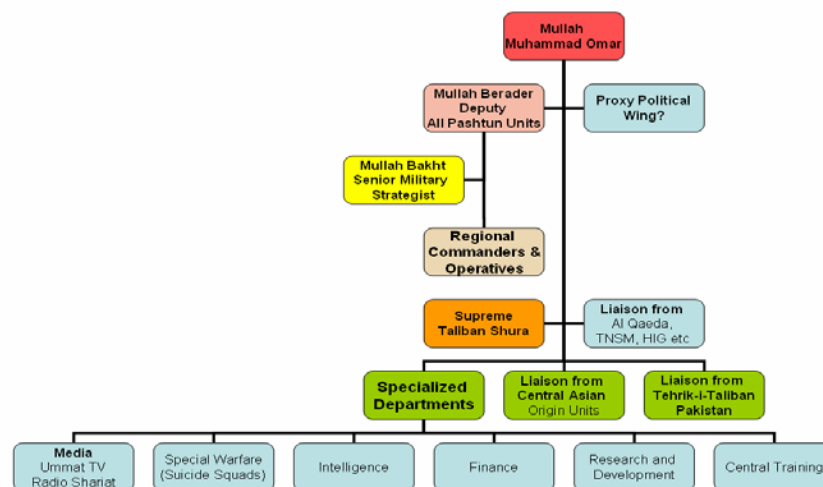 Mullah
Muhammad Omar
Mullah Berader
Deputy
All Pashtun Units
Proxy Political
Wing?
Mullah Bakht
Senior Military
Strategist
Regional
Commanders &
Operatives
Supreme
Taliban Shura
Liaison from
Al Qaeda,
TNSM, HIG etc
Specialized
Departments
Liaison from
Central Asian
Origin Units
Liaison from
Tehrik-i-Taliban
Pakistan
Media
Ummat TV
Radio Shariat
Special Warfare
(Suicide Squads)
Intelligence
Finance
Research and
Development
Central Training